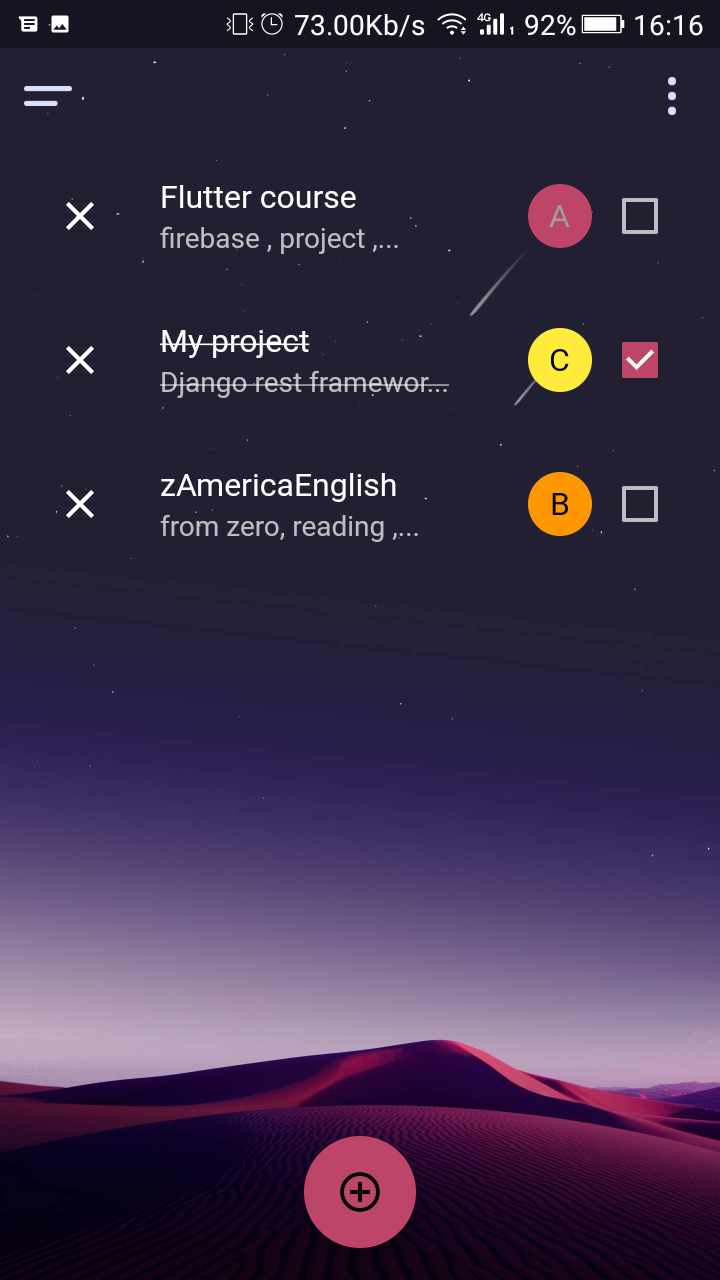 73.00Kb/s 4G 1 92% 16:16
Flutter course
firebase , project ,...
A
My project
Django rest framewor...
C
zAmericaEnglish
from zero, reading ,...
B